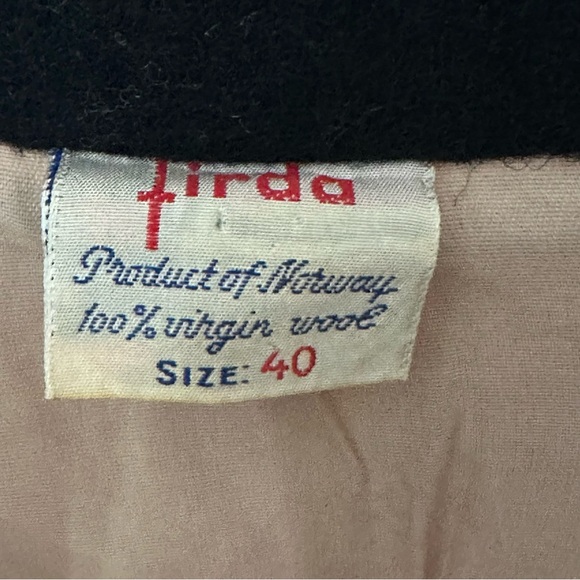 firda
Product of Norway
100% virgin wool
SIZE: 40